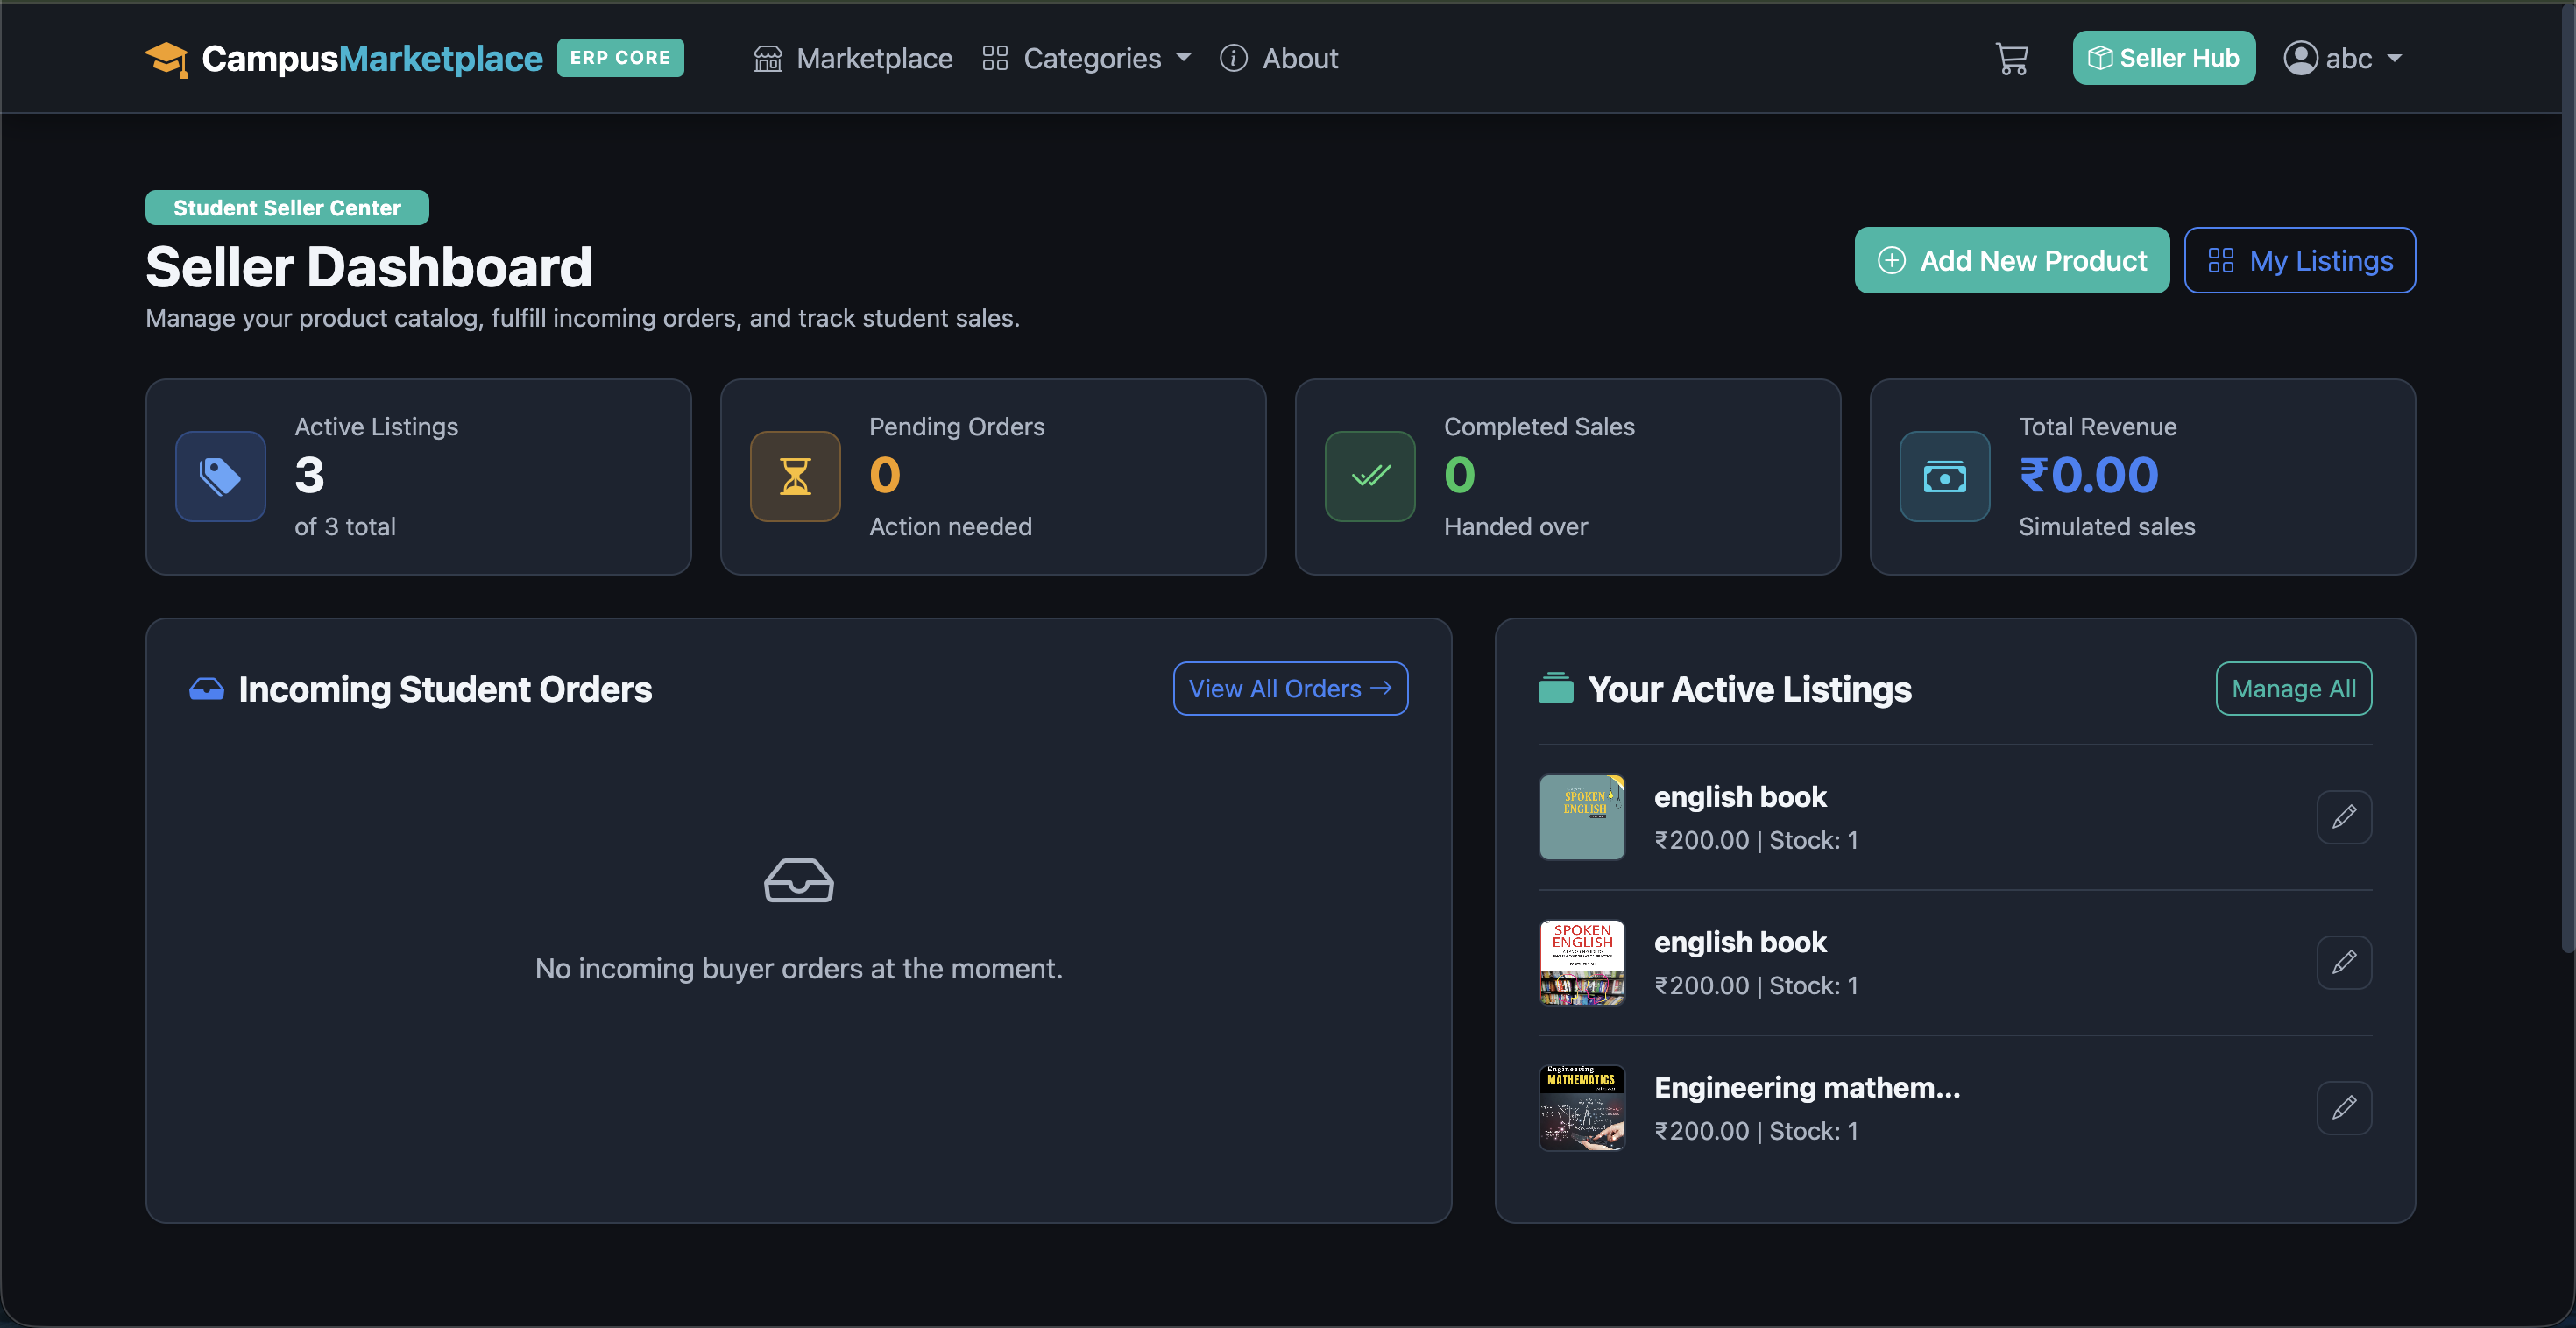 CampusMarketplace ERP CORE Marketplace Categories About Seller Hub abc
Student Seller Center
Seller Dashboard
Manage your product catalog, fulfill incoming orders, and track student sales.
Add New Product My Listings
Active Listings
3
of 3 total
Pending Orders
0
Action needed
Completed Sales
0
Handed over
Total Revenue
₹0.00
Simulated sales
Incoming Student Orders
View All Orders →
No incoming buyer orders at the moment.
Your Active Listings
Manage All
SPOKEN
ENGLISH
english book
₹200.00 | Stock: 1
SPOKEN
ENGLISH
english book
₹200.00 | Stock: 1
Engineering
MATHEMATICS
Engineering mathem...
₹200.00 | Stock: 1